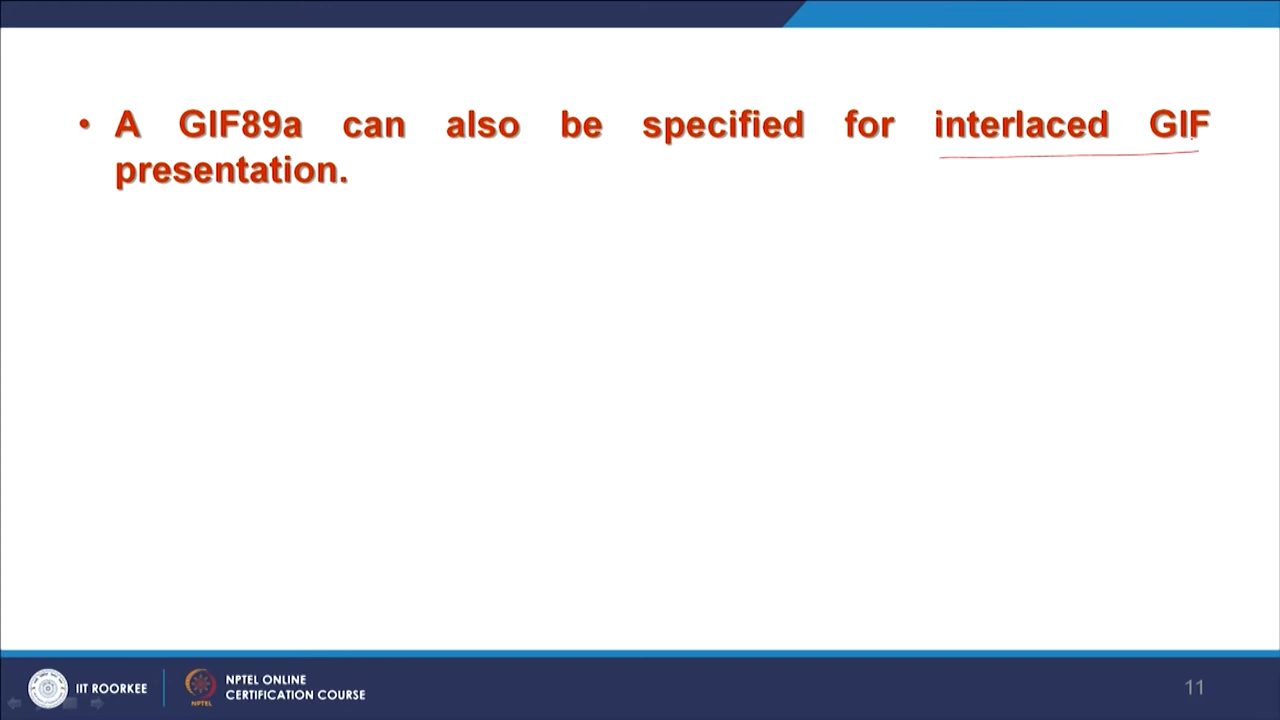 • A GIF89a can also be specified for interlaced GIF
presentation.
IIT ROORKEE
NPTEL
NPTEL ONLINE
CERTIFICATION COURSE
11